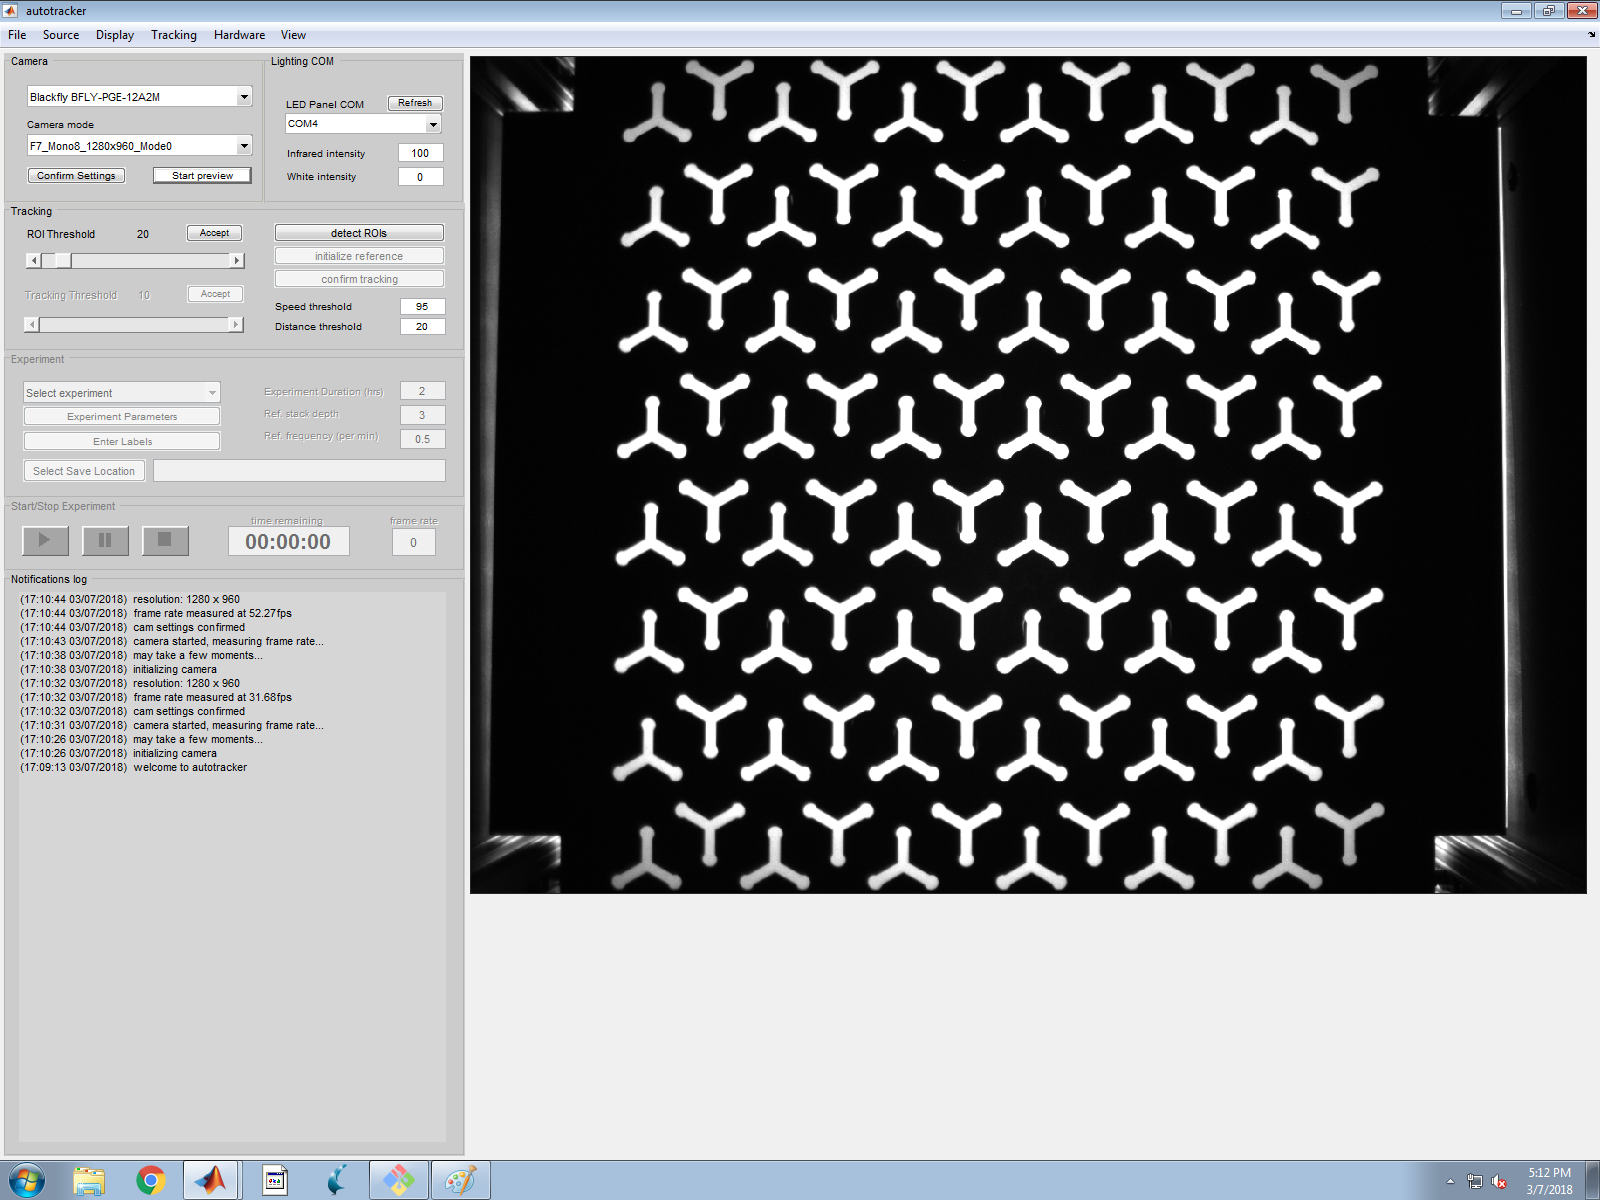 autotracker
File Source Display Tracking Hardware View
Camera
Blackfly BFLY-PGE-12A2M
Camera mode
F7_Mono8_1280x960_Mode0
Confirm Settings Start preview
Lighting COM
LED Panel COM Refresh
COM4
Infrared intensity 100
White intensity 0
Tracking
ROI Threshold 20 Accept
Tracking Threshold 10 Accept
detect ROIs
initialize reference
confirm tracking
Speed threshold 95
Distance threshold 20
Experiment
Select experiment
Experiment Parameters
Enter Labels
Experiment Duration (hrs) 2
Ref. stack depth 3
Ref. frequency (per min) 0.5
Select Save Location
Start/Stop Experiment
time remaining
00:00:00
frame rate
0
Notifications log
(17:10:44 03/07/2018) resolution: 1280 x 960
(17:10:44 03/07/2018) frame rate measured at 52.27fps
(17:10:44 03/07/2018) cam settings confirmed
(17:10:43 03/07/2018) camera started, measuring frame rate...
(17:10:38 03/07/2018) may take a few moments...
(17:10:38 03/07/2018) initializing camera
(17:10:32 03/07/2018) resolution: 1280 x 960
(17:10:32 03/07/2018) frame rate measured at 31.68fps
(17:10:32 03/07/2018) cam settings confirmed
(17:10:31 03/07/2018) camera started, measuring frame rate...
(17:10:26 03/07/2018) may take a few moments...
(17:10:26 03/07/2018) initializing camera
(17:09:13 03/07/2018) welcome to autotracker
5:12 PM
3/7/2018